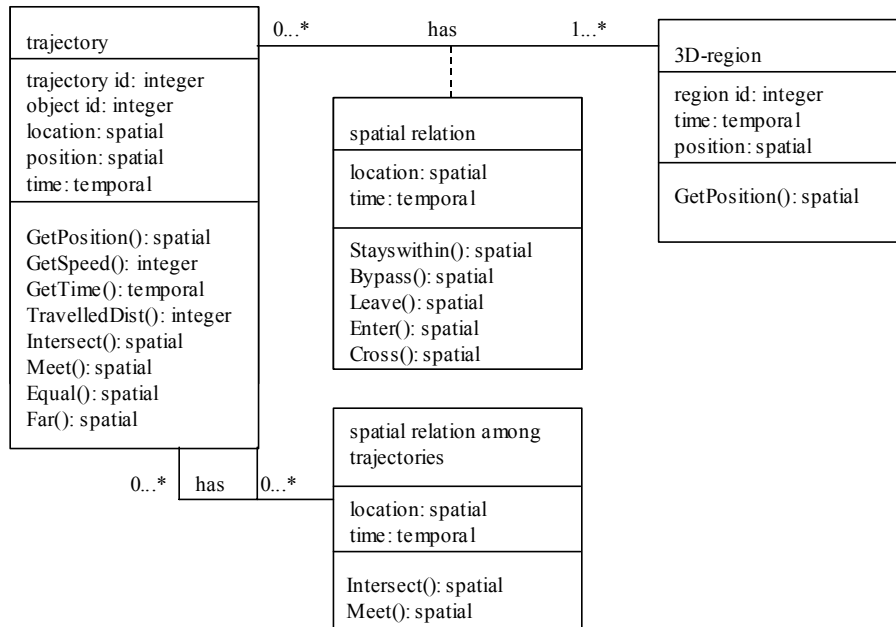 trajectory
trajectory id: integer
object id: integer
location: spatial
position: spatial
time: temporal
GetPosition(): spatial
GetSpeed(): integer
GetTime(): temporal
TravelledDist(): integer
Intersect(): spatial
Meet(): spatial
Equal(): spatial
Far(): spatial
0...*
has
1...*
spatial relation
location: spatial
time: temporal
Stayswithin(): spatial
Bypass(): spatial
Leave(): spatial
Enter(): spatial
Cross(): spatial
3D-region
region id: integer
time: temporal
position: spatial
GetPosition(): spatial
0...*
has
0...*
spatial relation among
trajectories
location: spatial
time: temporal
Intersect(): spatial
Meet(): spatial